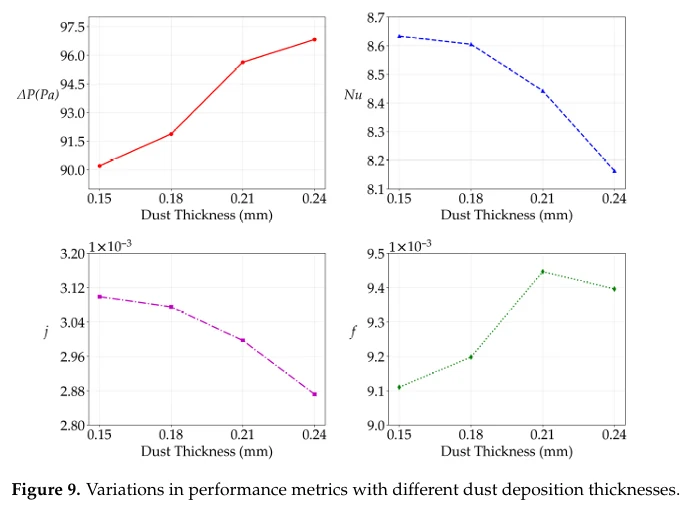 97.5
96.0
94.5
93.0
91.5
90.0
ΔP(Pa)
0.15 0.18 0.21 0.24
Dust Thickness (mm)
8.7
8.6
8.5
8.4
8.3
8.2
8.1
Nu
0.15 0.18 0.21 0.24
Dust Thickness (mm)
1×10⁻³
3.20
3.12
3.04
2.96
2.88
2.80
j
0.15 0.18 0.21 0.24
Dust Thickness (mm)
1×10⁻³
9.5
9.4
9.3
9.2
9.1
9.0
f
0.15 0.18 0.21 0.24
Dust Thickness (mm)
Figure 9. Variations in performance metrics with different dust deposition thicknesses.